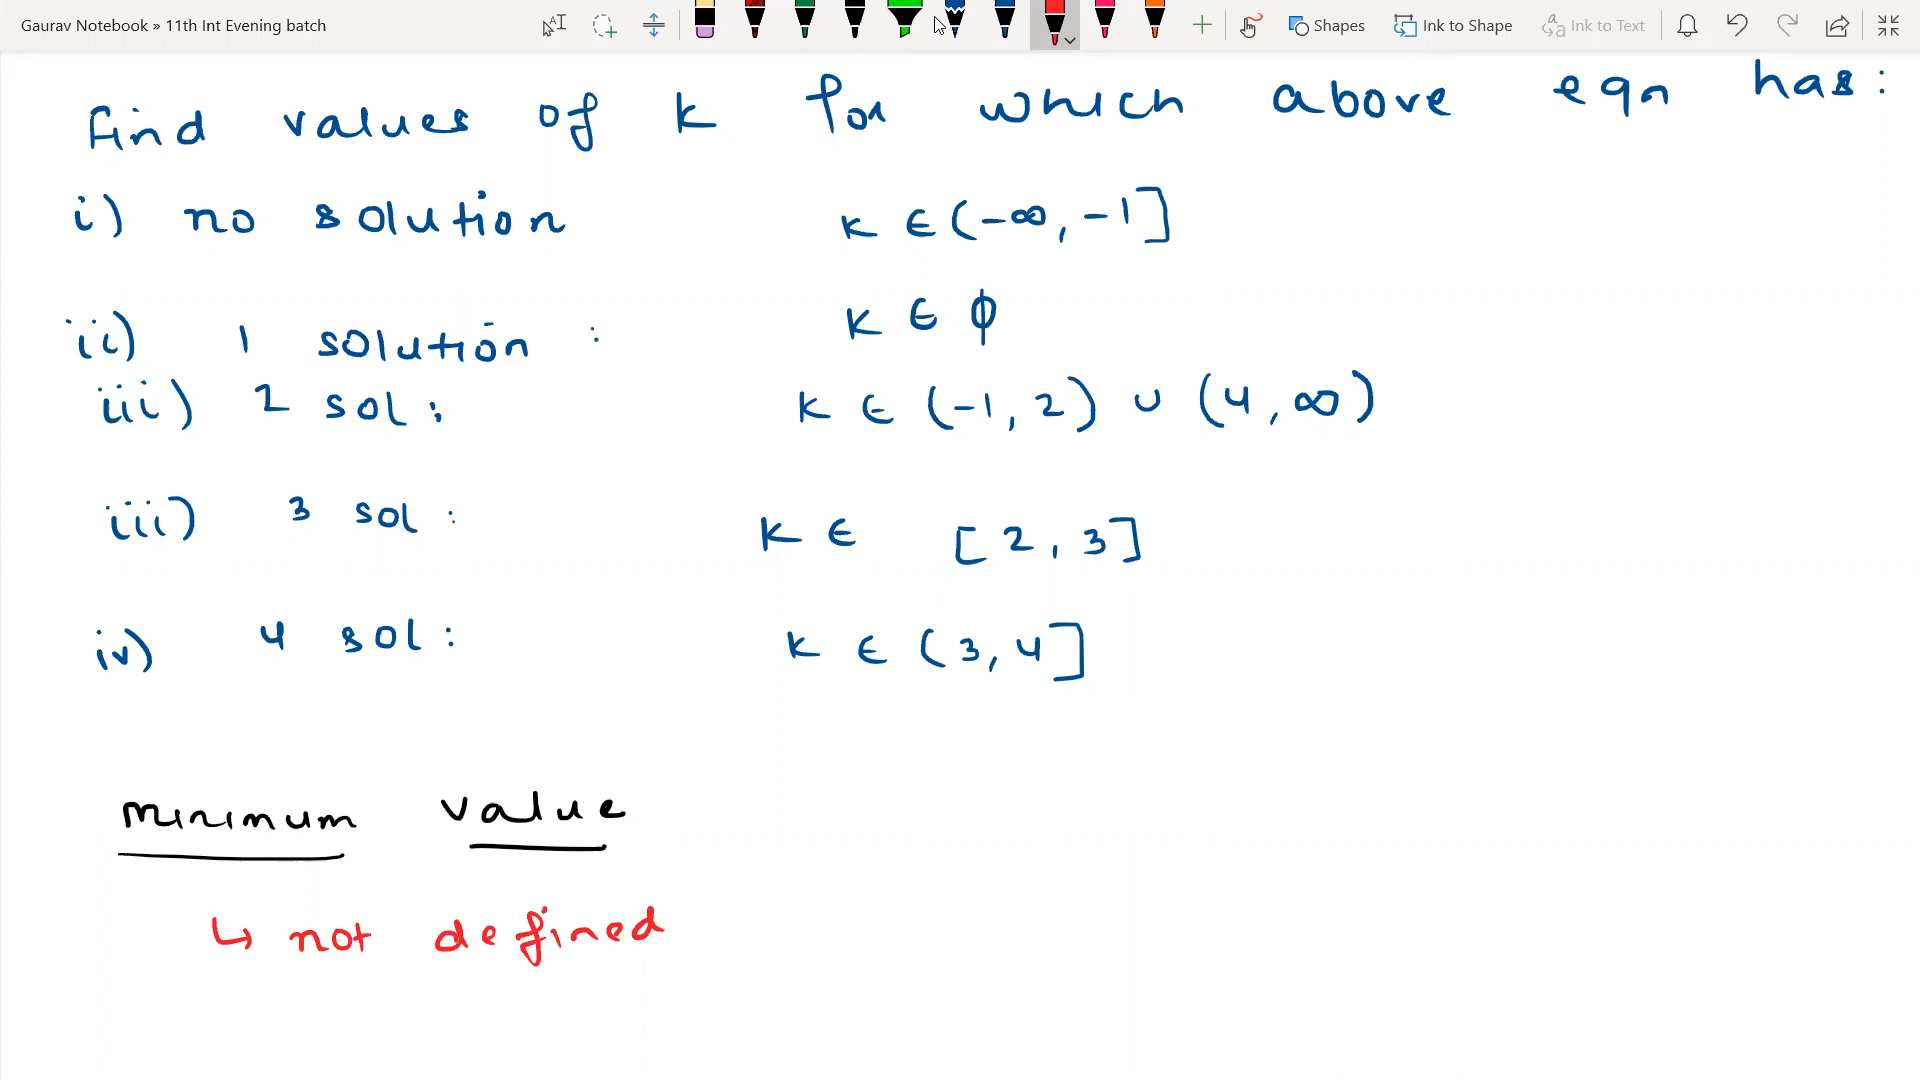 Gaurav Notebook » 11th Int Evening batch
Shapes
Ink to Shape
Ink to Text
Find values of k for which above eqn has:
i) no solution k ∈ (-∞, -1]
ii) 1 solution : k ∈ ϕ
iii) 2 sol: k ∈ (-1, 2) ∪ (4, ∞)
iii) 3 sol: k ∈ [2, 3]
iv) 4 sol: k ∈ (3, 4]
minimum value
↳ not defined